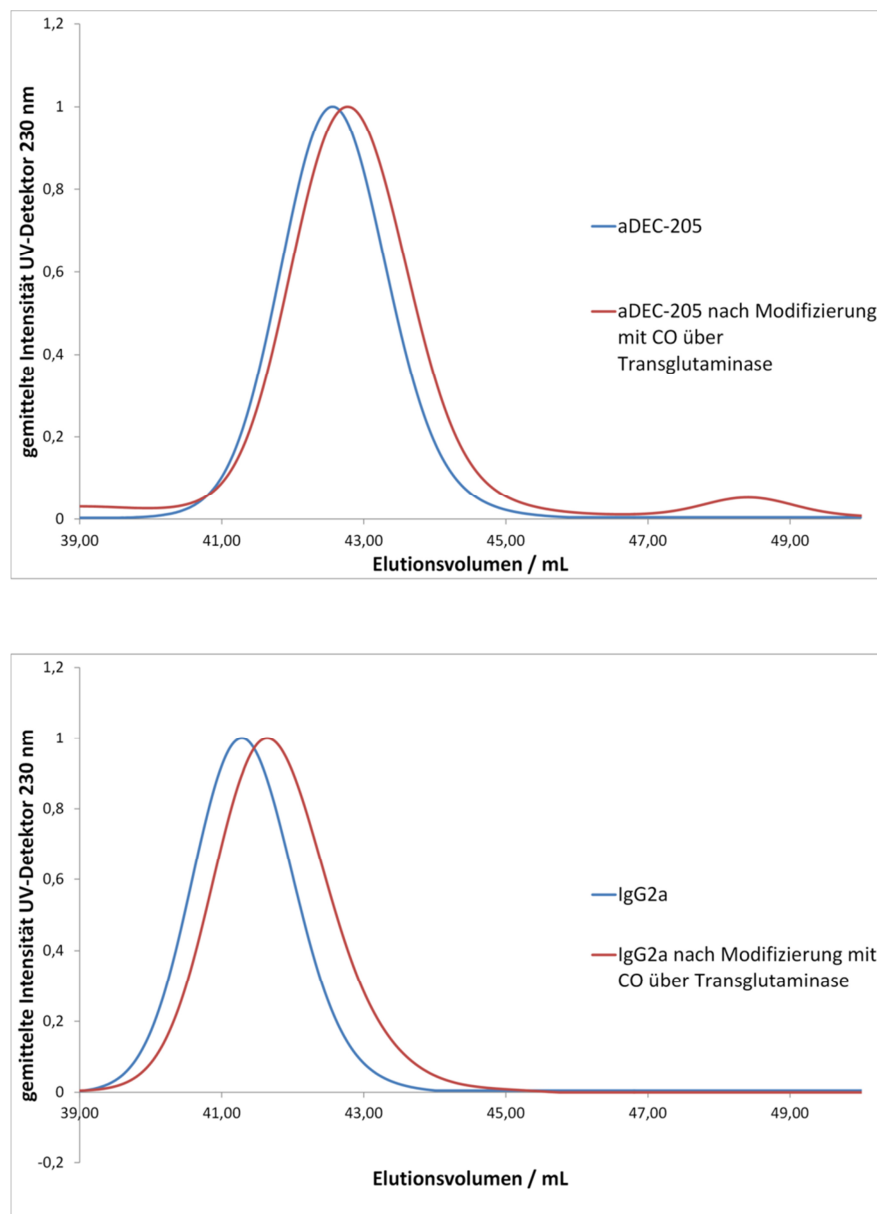 1,2
1
0,8
0,6
0,4
0,2
0
39,00 41,00 43,00 45,00 47,00 49,00
gemittelte Intensität UV-Detektor 230 nm
Elutionsvolumen / mL
aDEC-205
aDEC-205 nach Modifizierung
mit CO über
Transglutaminase
1,2
1
0,8
0,6
0,4
0,2
0
39,00 41,00 43,00 45,00 47,00 49,00
-0,2
gemittelte Intensität UV-Detektor 230 nm
Elutionsvolumen / mL
IgG2a
IgG2a nach Modifizierung mit
CO über Transglutaminase